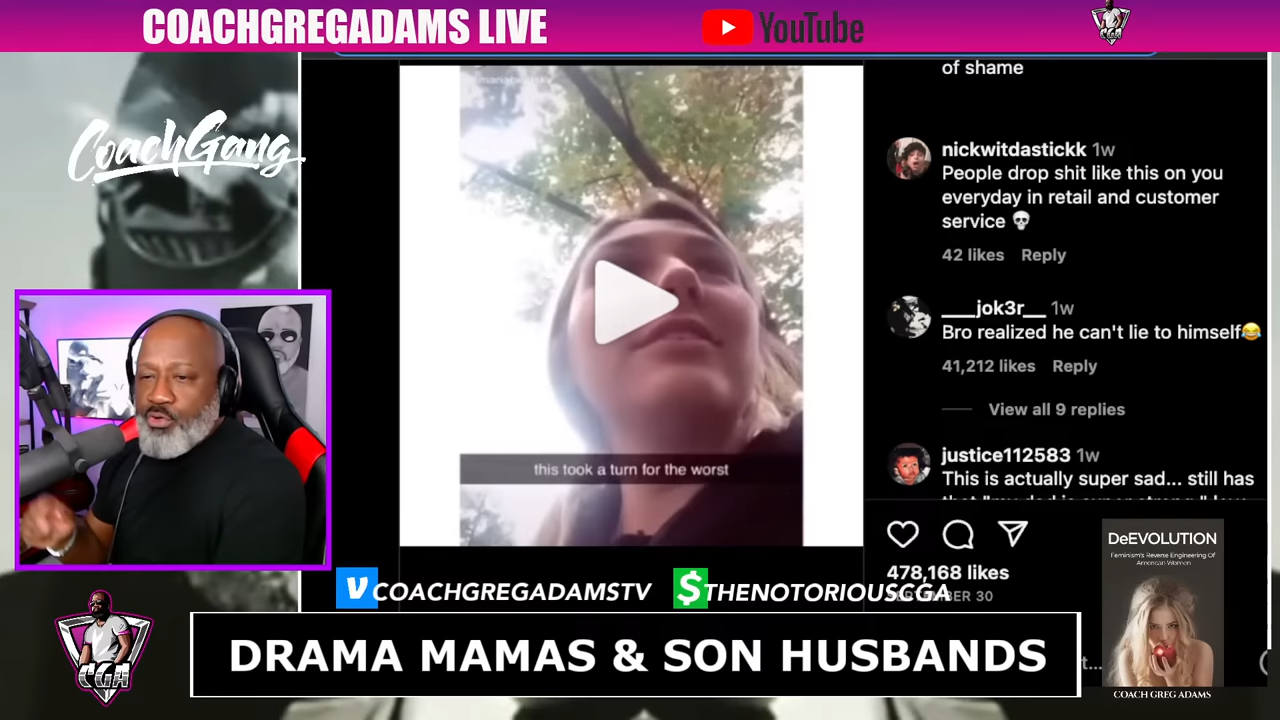 COACHGREGADAMS LIVE
YouTube
CGA
CoachGang
of shame
nickwitdastickk 1w
People drop shit like this on you
everyday in retail and customer
service 💀
42 likes Reply
___jok3r__ 1w
Bro realized he can't lie to himself😂
41,212 likes Reply
View all 9 replies
justice112583 1w
This is actually super sad... still has
this took a turn for the worst
478,168 likes
BER 30
COACHGREGADAMSTV
$THENOTORIOUSCGA
DeEVOLUTION
Feminism's Reverse Engineering Of
American Women
COACH GREG ADAMS
CGA
DRAMA MAMAS & SON HUSBANDS
t...